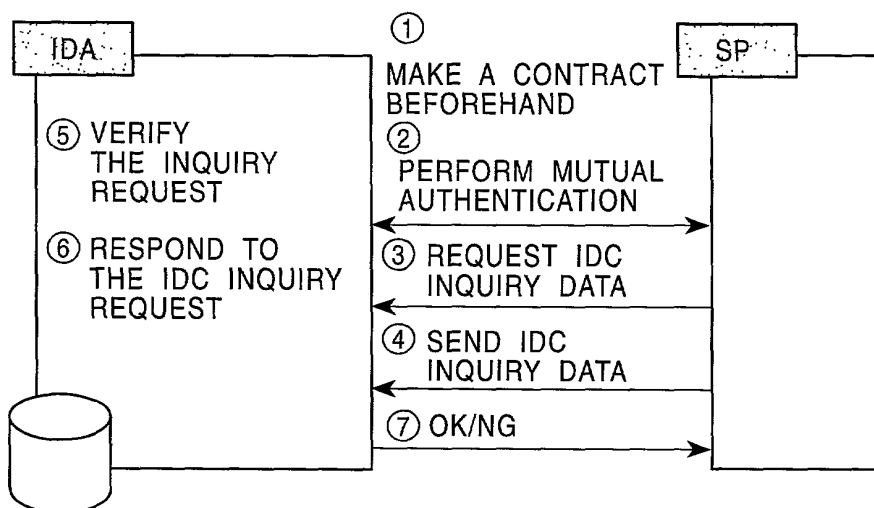 IDA
SP
①
MAKE A CONTRACT
BEFOREHAND
②
PERFORM MUTUAL
AUTHENTICATION
③ REQUEST IDC
INQUIRY DATA
④ SEND IDC
INQUIRY DATA
⑤ VERIFY
THE INQUIRY
REQUEST
⑥ RESPOND TO
THE IDC INQUIRY
REQUEST
⑦ OK/NG